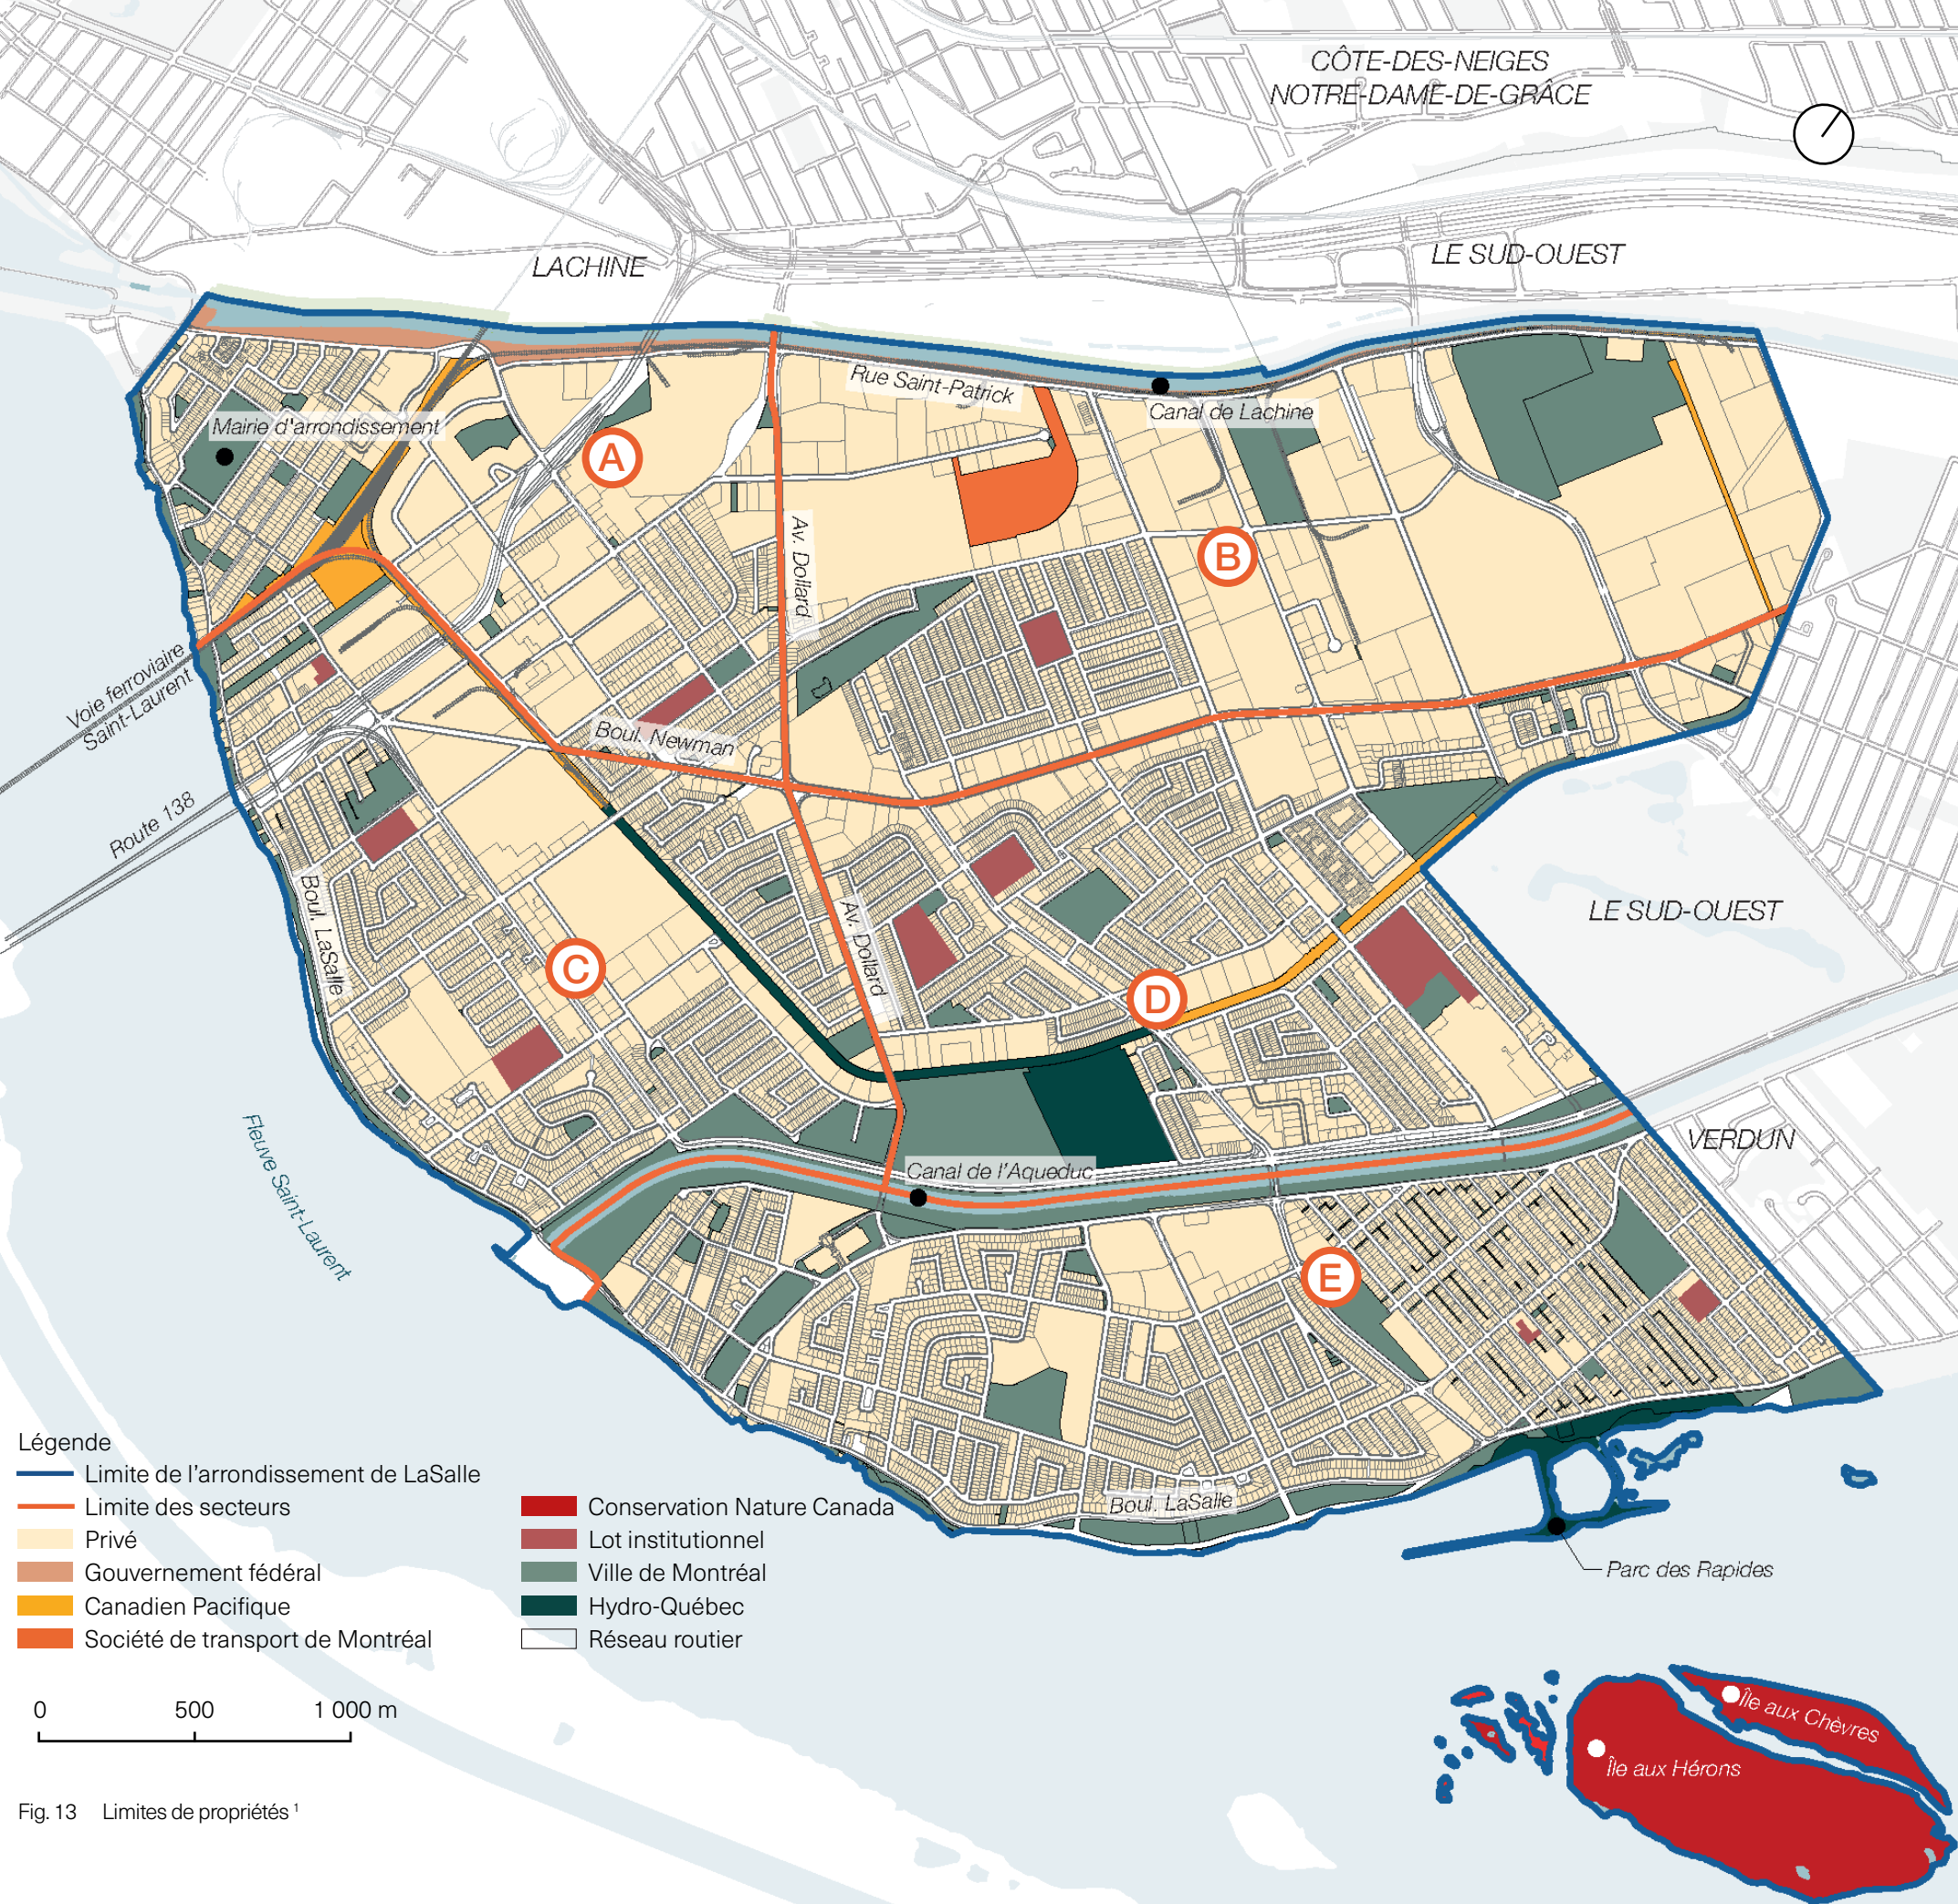 CÔTE-DES-NEIGES
NOTRE-DAME-DE-GRÂCE
LACHINE
LE SUD-OUEST
Rue Saint-Patrick
Canal de Lachine
Mairie d'arrondissement
A
B
Av. Dollard
Voie ferroviaire
Saint-Laurent
Boul. Newman
Route 138
Boul. LaSalle
Av. Dollard
LE SUD-OUEST
C
D
Fleuve Saint-Laurent
VERDUN
Canal de l'Aqueduc
E
Boul. LaSalle
Parc des Rapides
Île aux Chèvres
Île aux Hérons
Légende
Limite de l'arrondissement de LaSalle
Limite des secteurs
Privé
Gouvernement fédéral
Canadien Pacifique
Société de transport de Montréal
Conservation Nature Canada
Lot institutionnel
Ville de Montréal
Hydro-Québec
Réseau routier
0 500 1 000 m
Fig. 13 Limites de propriétés ¹